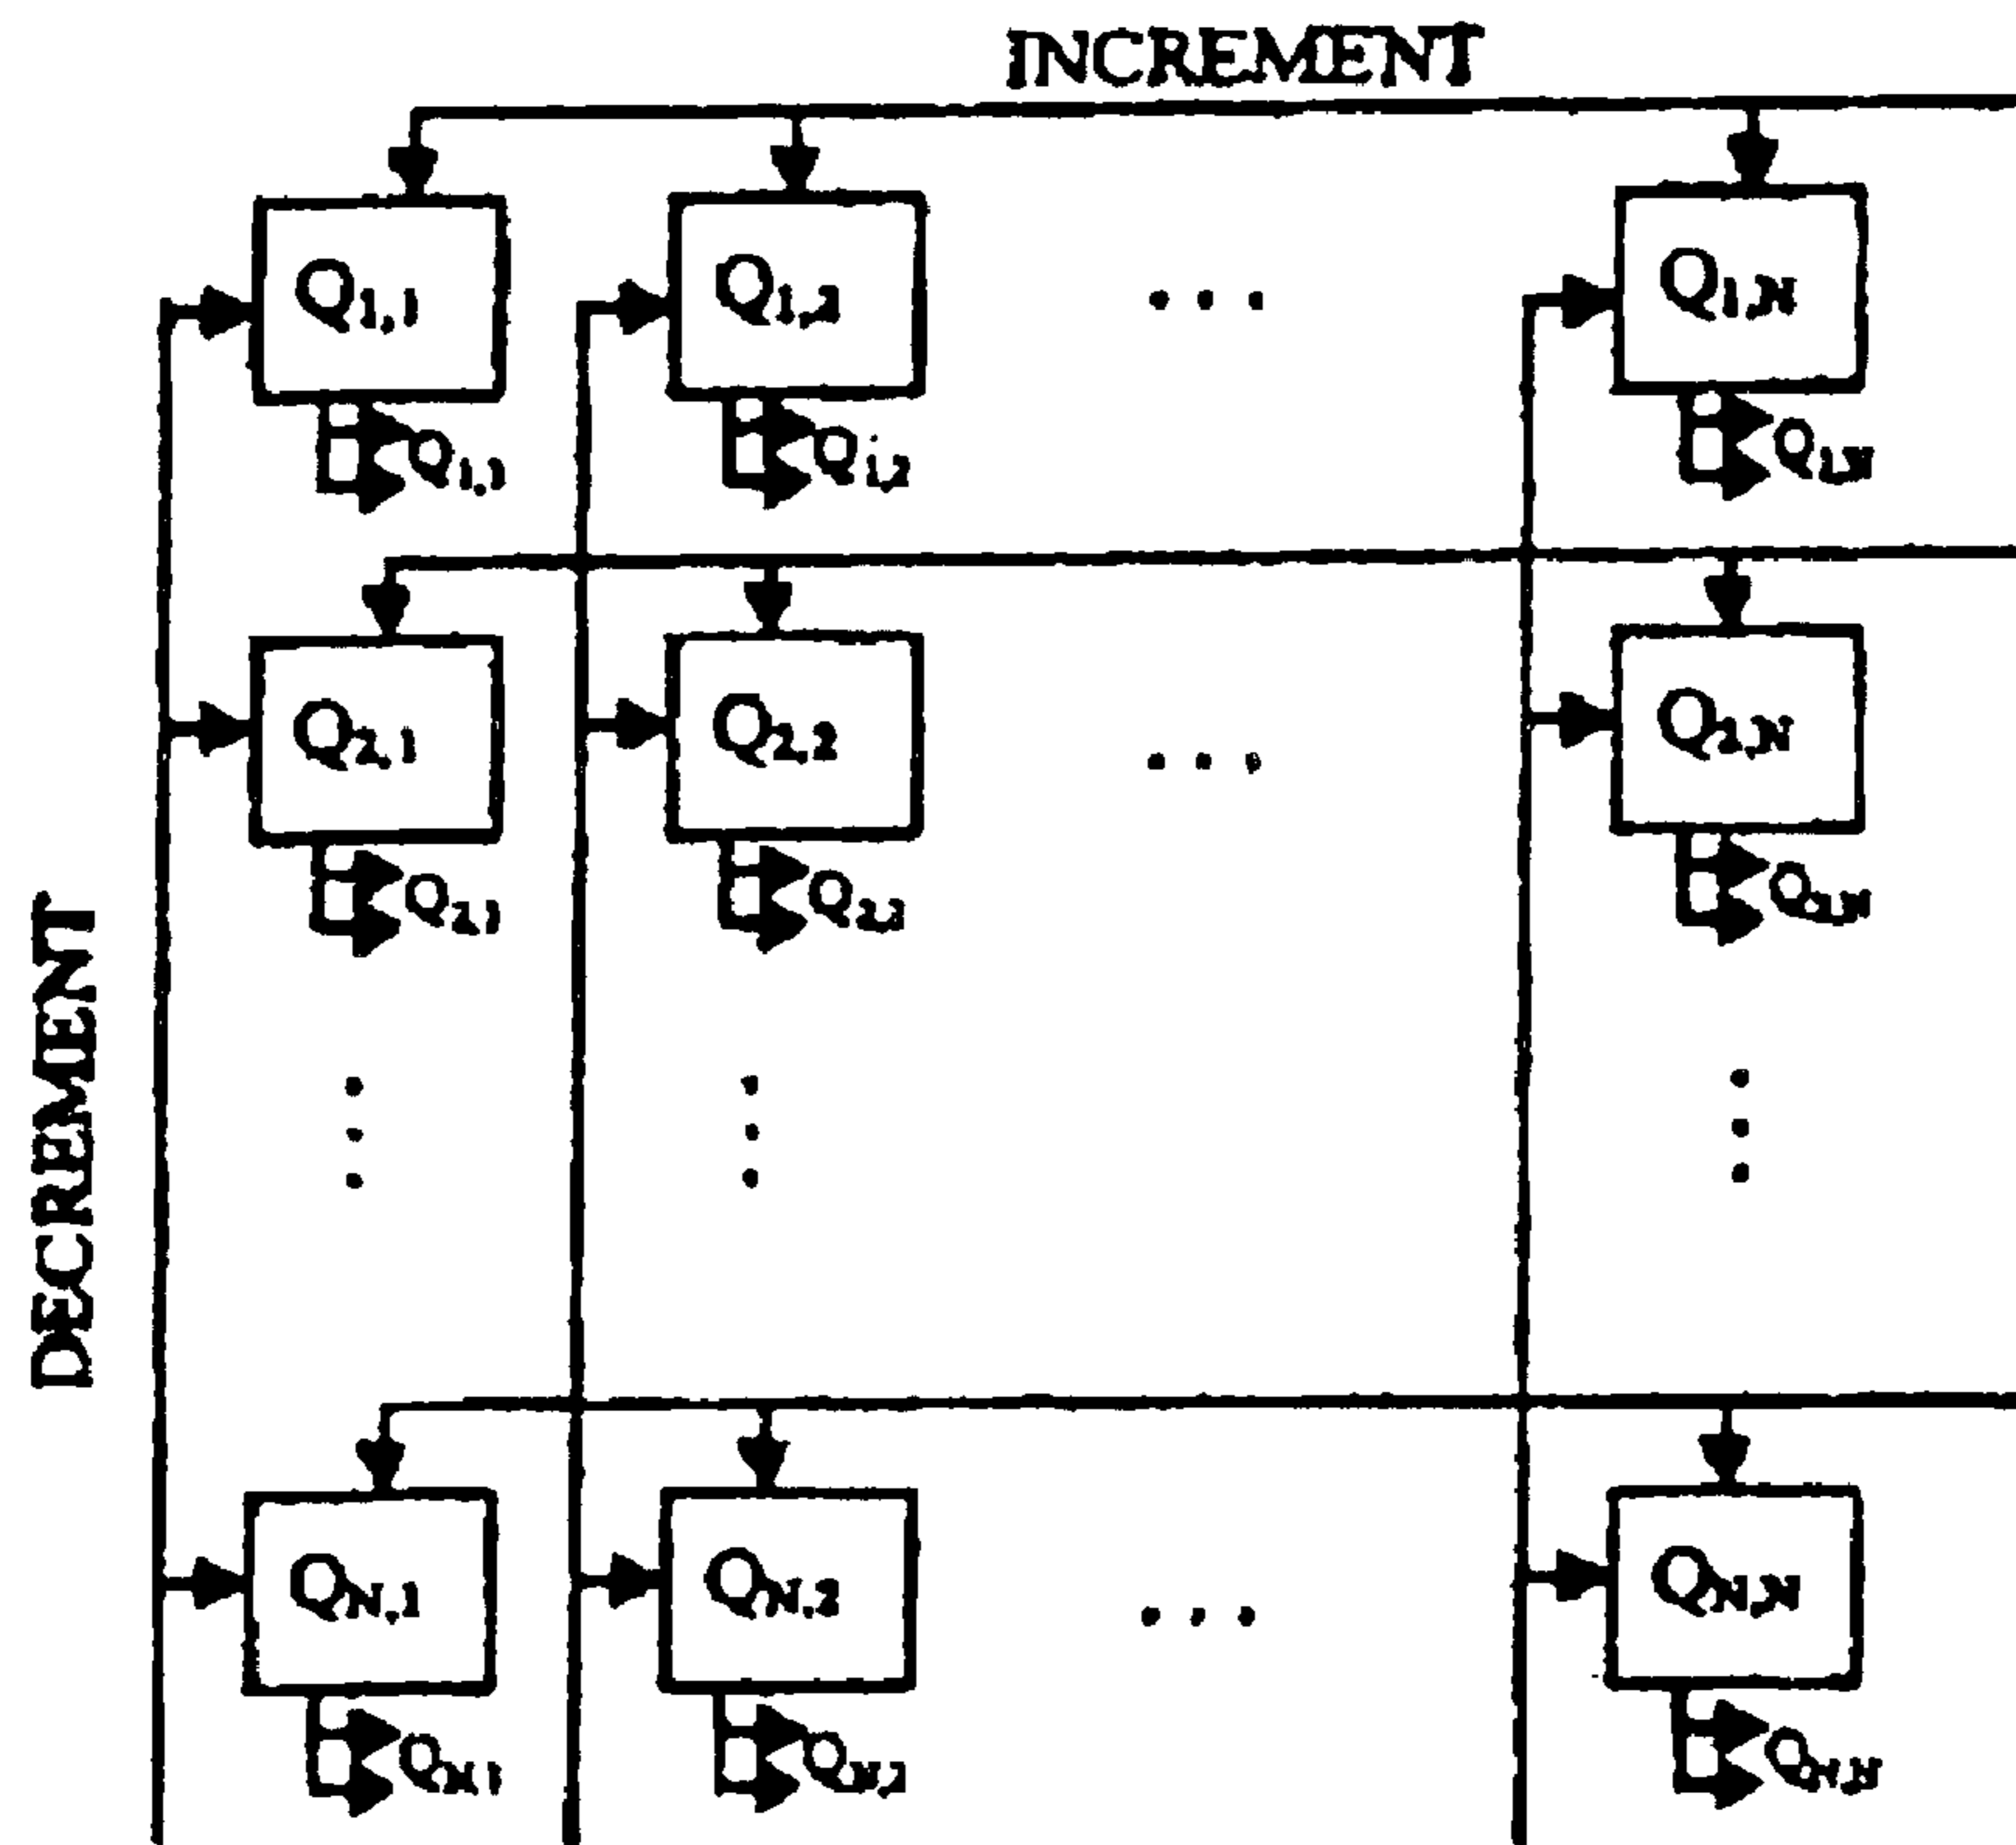 INCREMENT
Q1,1 Q1,2 . . . Q1,N
Q1,1 Q1,2 Q1,N
Q2,1 Q2,2 . . . Q2,N
Q2,1 Q2,2
DECREMENT
QN,1 QN,2 . . . QN,N
QN,1 QN,2 QN,N